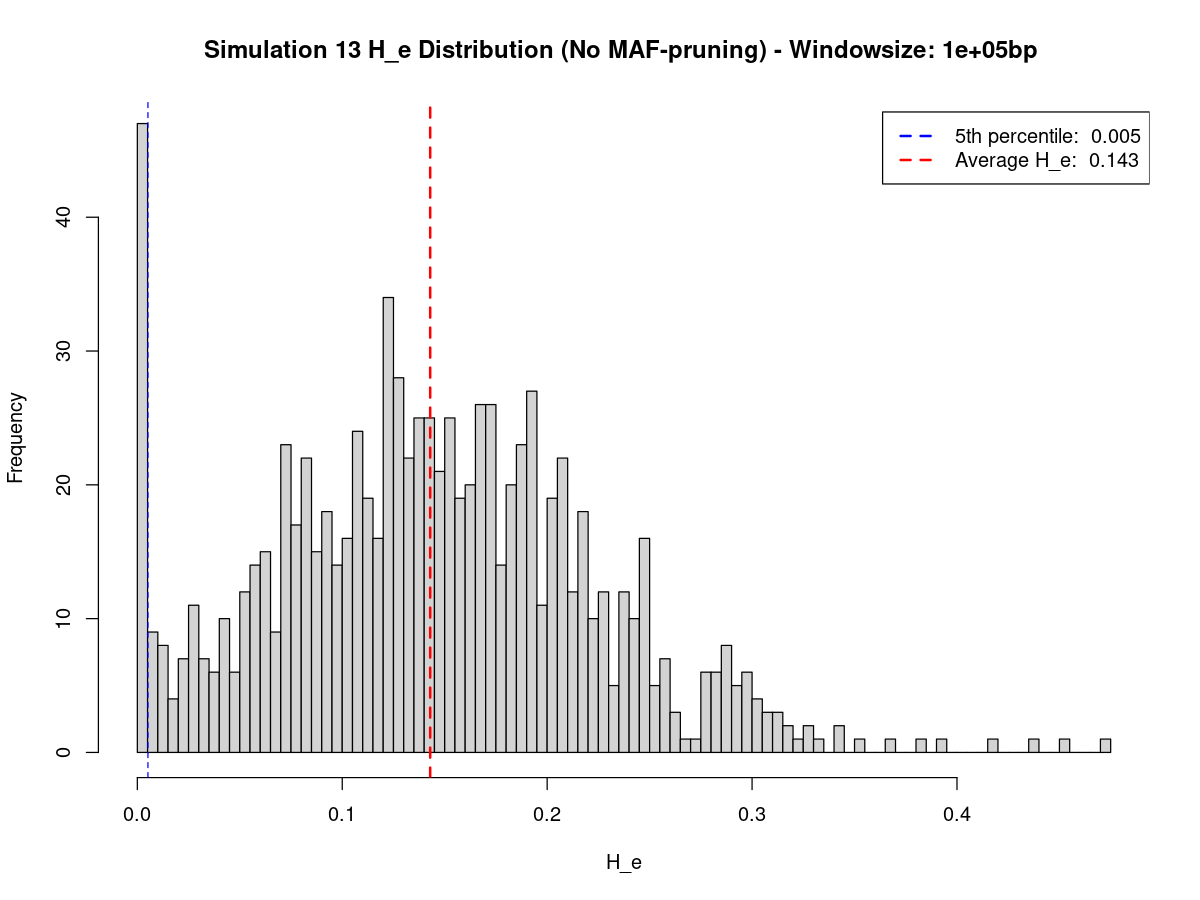 Simulation 13 H_e Distribution (No MAF-pruning) - Windowsize: 1e+05bp
5th percentile:  0.005
Average H_e:  0.143
Frequency
40
30
20
10
0
0.0
0.1
0.2
0.3
0.4
H_e